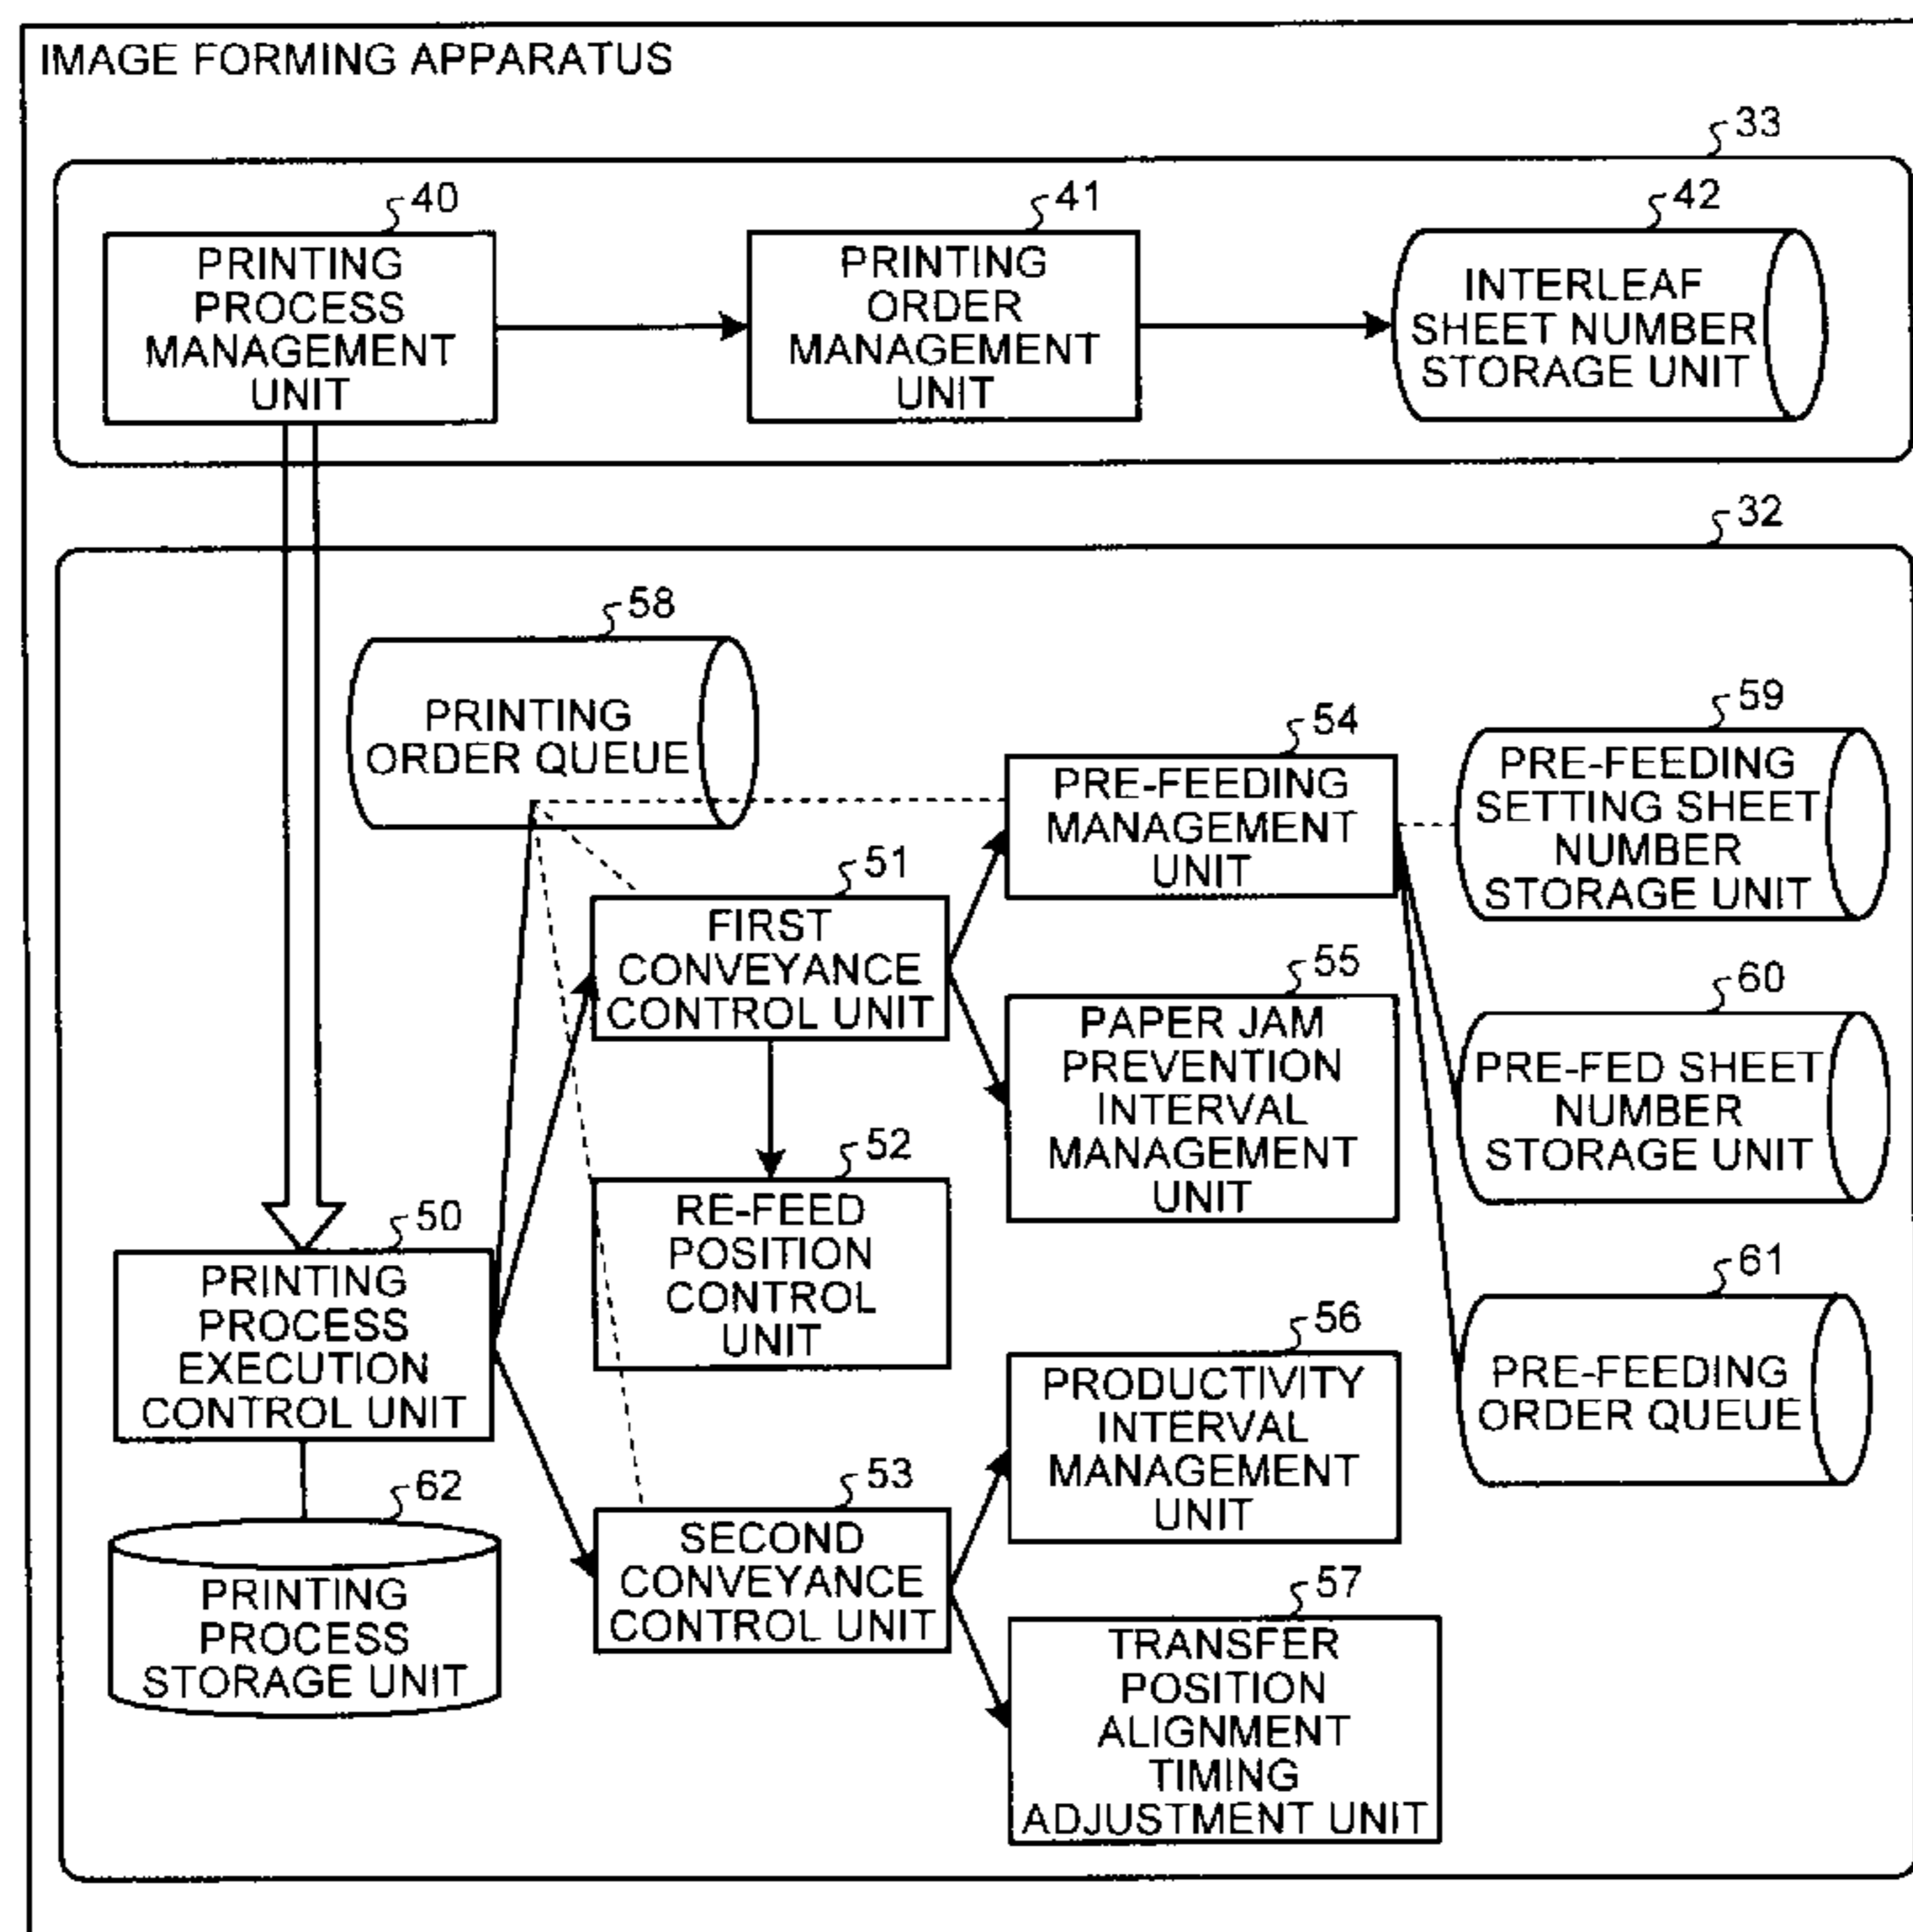 IMAGE FORMING APPARATUS
33
40
PRINTING
PROCESS
MANAGEMENT
UNIT
41
PRINTING
ORDER
MANAGEMENT
UNIT
42
INTERLEAF
SHEET NUMBER
STORAGE UNIT
32
58
PRINTING
ORDER QUEUE
54
PRE-FEEDING
MANAGEMENT
UNIT
59
PRE-FEEDING
SETTING SHEET
NUMBER
STORAGE UNIT
51
FIRST
CONVEYANCE
CONTROL UNIT
55
PAPER JAM
PREVENTION
INTERVAL
MANAGEMENT
UNIT
60
PRE-FED SHEET
NUMBER
STORAGE UNIT
52
RE-FEED
POSITION
CONTROL
UNIT
50
PRINTING
PROCESS
EXECUTION
CONTROL UNIT
61
PRE-FEEDING
ORDER QUEUE
56
PRODUCTIVITY
INTERVAL
MANAGEMENT
UNIT
53
SECOND
CONVEYANCE
CONTROL UNIT
62
PRINTING
PROCESS
STORAGE UNIT
57
TRANSFER
POSITION
ALIGNMENT
TIMING
ADJUSTMENT UNIT